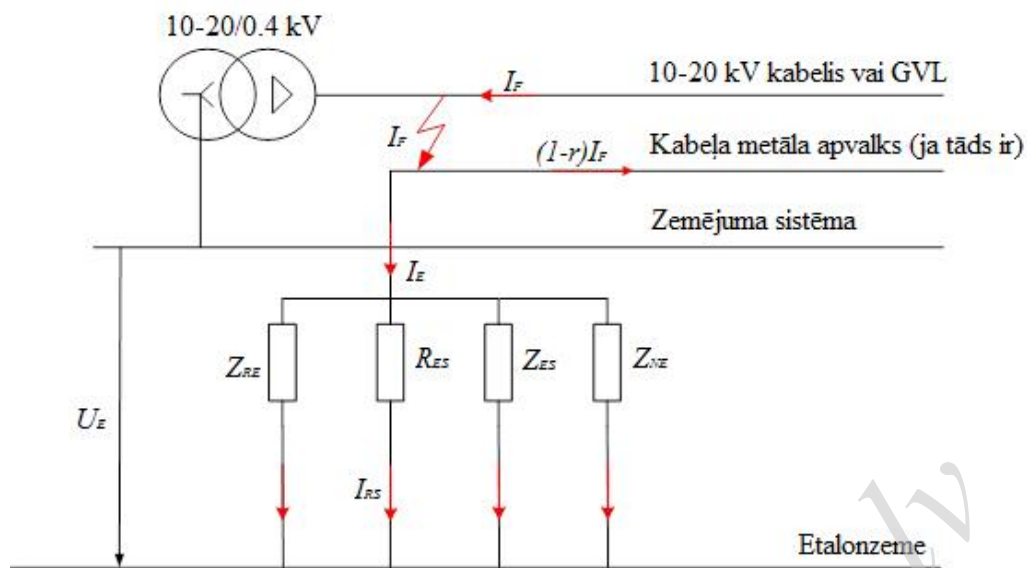 10-20/0.4 kV
10-20 kV kabelis vai GVL
I_F
I_F
(1-r)I_F
Kabeļa metāla apvalks (ja tāds ir)
Zemējuma sistēma
I_E
Z_RE
R_ES
Z_ES
Z_NE
U_E
I_RS
Etalonzeme
lv